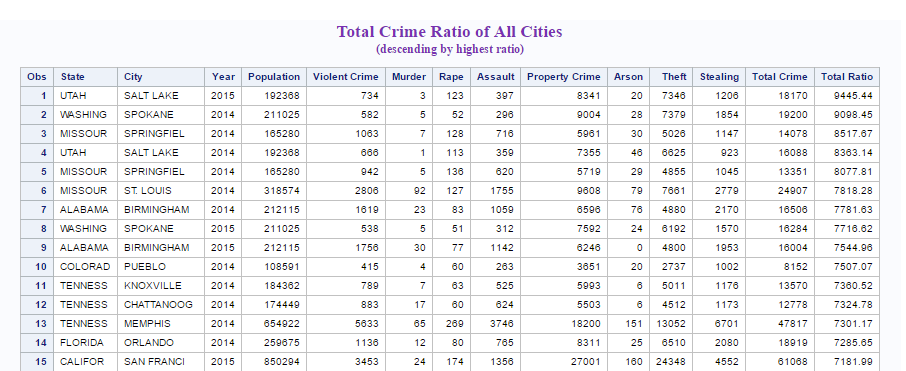 Total Crime Ratio of All Cities
(descending by highest ratio)
Obs State City Year Population Violent Crime Murder Rape Assault Property Crime Arson Theft Stealing Total Crime Total Ratio
1 UTAH SALT LAKE 2015 192368 734 3 123 397 8341 20 7346 1206 18170 9445.44
2 WASHING SPOKANE 2014 211025 582 5 52 296 9004 28 7379 1854 19200 9098.45
3 MISSOUR SPRINGFIEL 2015 165280 1063 7 128 716 5961 30 5026 1147 14078 8517.67
4 UTAH SALT LAKE 2014 192368 666 1 113 359 7355 46 6625 923 16088 8363.14
5 MISSOUR SPRINGFIEL 2014 165280 942 5 136 620 5719 29 4855 1045 13351 8077.81
6 MISSOUR ST. LOUIS 2014 318574 2806 92 127 1755 9608 79 7661 2779 24907 7818.28
7 ALABAMA BIRMINGHAM 2014 212115 1619 23 83 1059 6596 76 4880 2170 16506 7781.63
8 WASHING SPOKANE 2015 211025 538 5 51 312 7592 24 6192 1570 16284 7716.62
9 ALABAMA BIRMINGHAM 2015 212115 1756 30 77 1142 6246 0 4800 1953 16004 7544.96
10 COLORAD PUEBLO 2014 108591 415 4 60 263 3651 20 2737 1002 8152 7507.07
11 TENNESS KNOXVILLE 2014 184362 789 7 63 525 5993 6 5011 1176 13570 7360.52
12 TENNESS CHATTANOOG 2014 174449 883 17 60 624 5503 6 4512 1173 12778 7324.78
13 TENNESS MEMPHIS 2014 654922 5633 65 269 3746 18200 151 13052 6701 47817 7301.17
14 FLORIDA ORLANDO 2014 259675 1136 12 80 765 8311 25 6510 2080 18919 7285.65
15 CALIFOR SAN FRANCI 2015 850294 3453 24 174 1356 27001 160 24348 4552 61068 7181.99